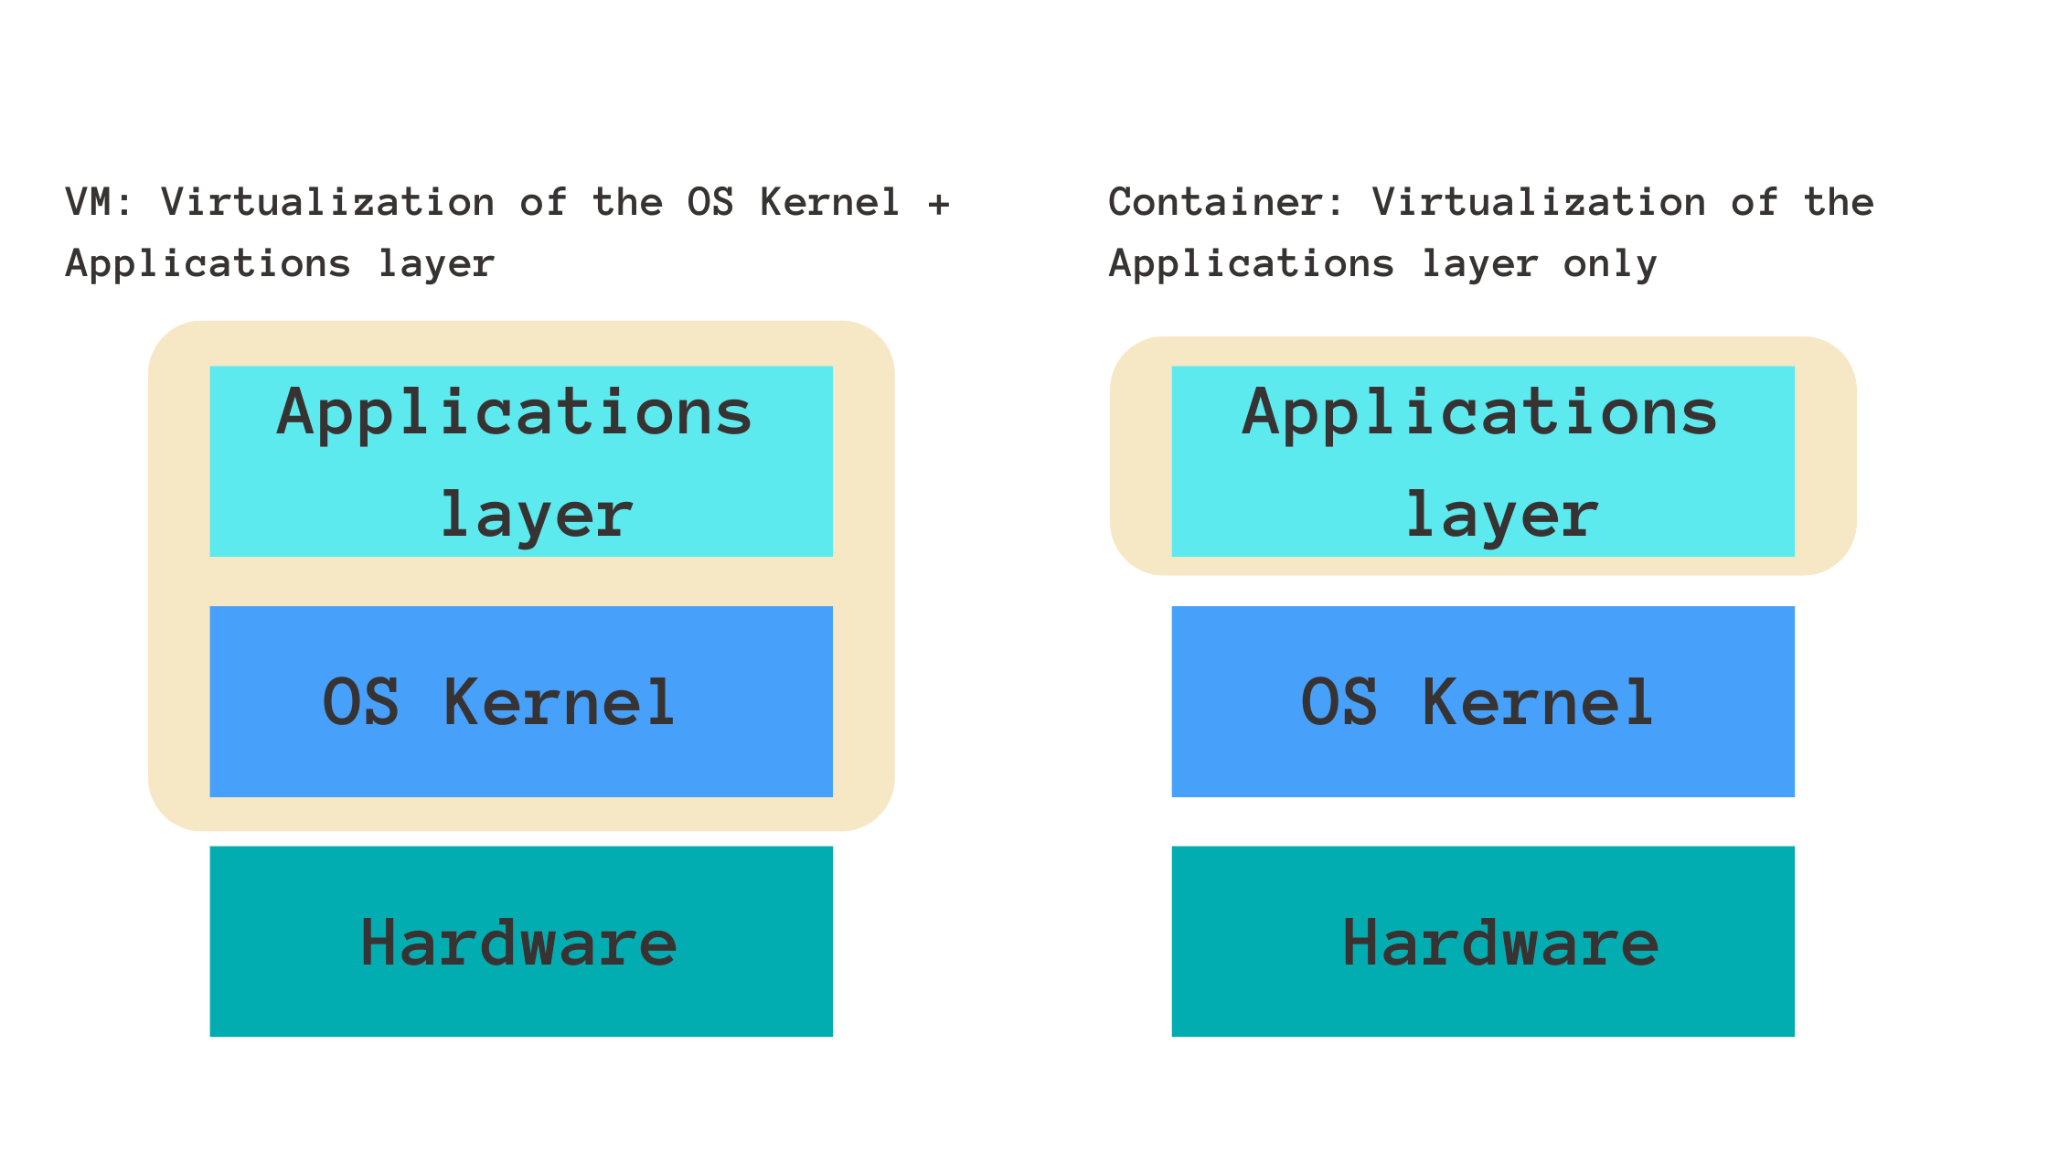 VM: Virtualization of the OS Kernel +
Applications layer
Applications
layer
OS Kernel
Hardware
Container: Virtualization of the
Applications layer only
Applications
layer
OS Kernel
Hardware